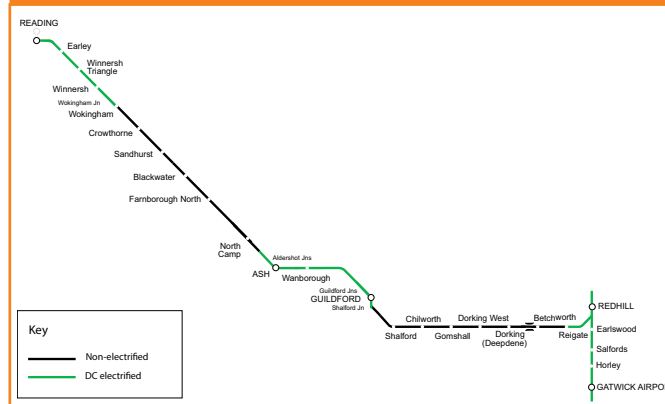 READING
Earley
Winnersh
Triangle
Winnersh
Wokingham Jn
Wokingham
Crowthorne
Sandhurst
Blackwater
Farnborough North
North
Camp
Aldershot Jns
ASH
Wanborough
Guildford Jns
GUILDFORD
Shalford Jn
Shalford
Chilworth
Gomshall
Dorking West
Dorking
(Deepdene)
Betchworth
Reigate
REDHILL
Earlswood
Salfords
Horley
GATWICK AIRPO
Key
Non-electrified
DC electrified